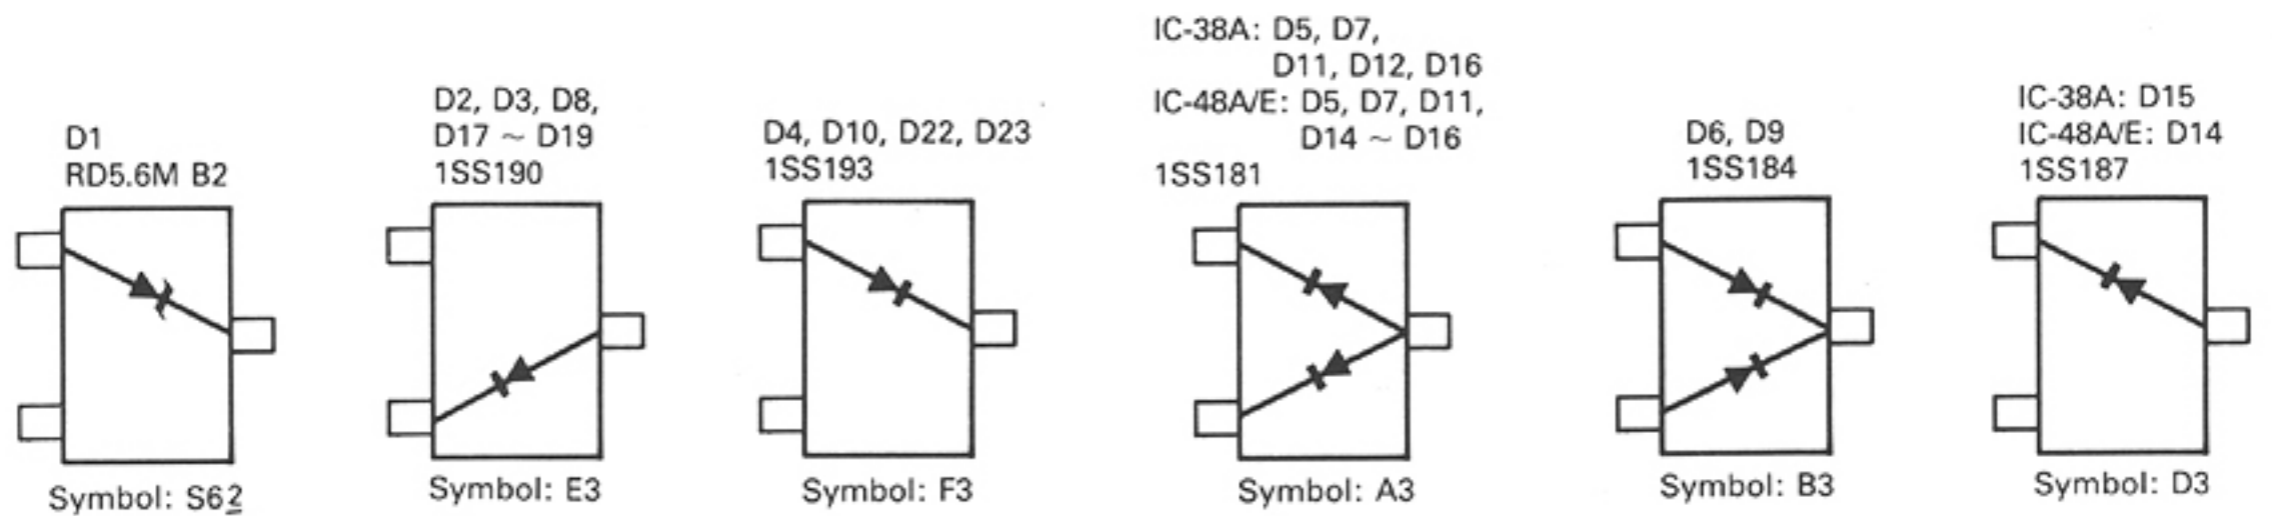 D1
RD5.6M B2
Symbol: S62
D2, D3, D8,
D17 ~ D19
1SS190
Symbol: E3
D4, D10, D22, D23
1SS193
Symbol: F3
IC-38A: D5, D7,
D11, D12, D16
IC-48A/E: D5, D7, D11,
D14 ~ D16
1SS181
Symbol: A3
D6, D9
1SS184
Symbol: B3
IC-38A: D15
IC-48A/E: D14
1SS187
Symbol: D3